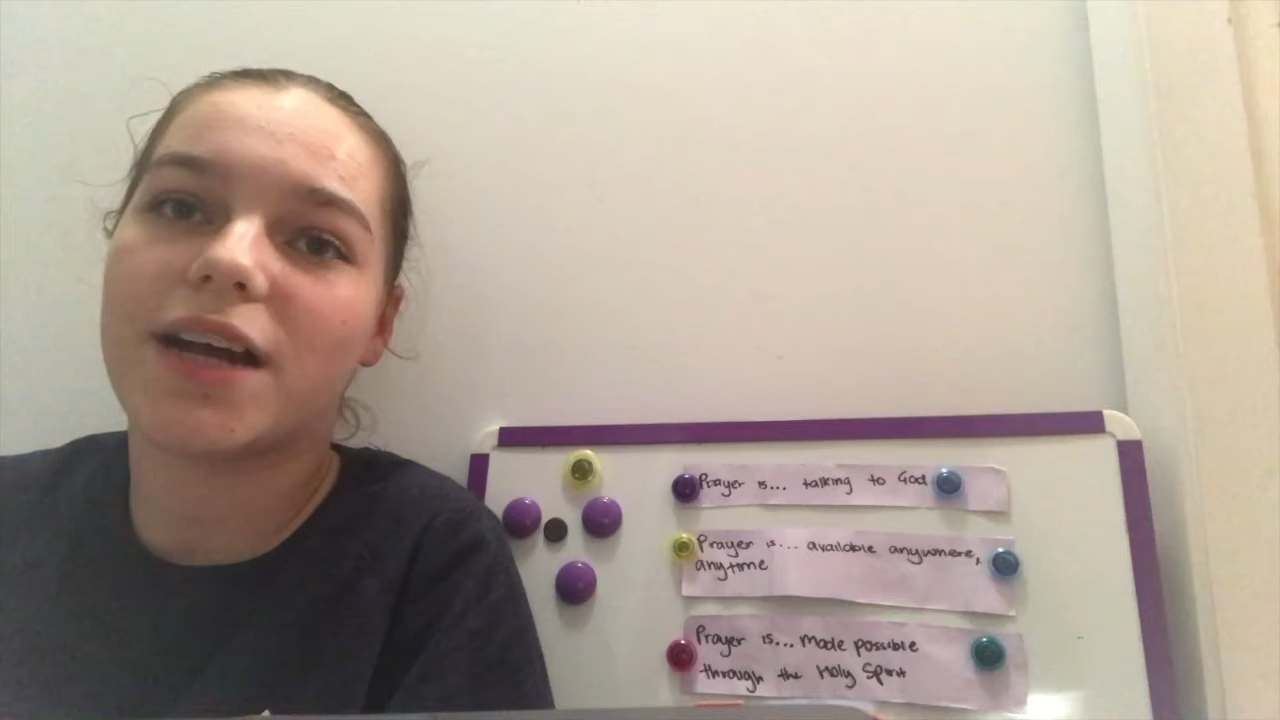 Prayer is... talking to God
Prayer is... available anywhere,
anytime
Prayer is... Made possible
through the Holy Spirit